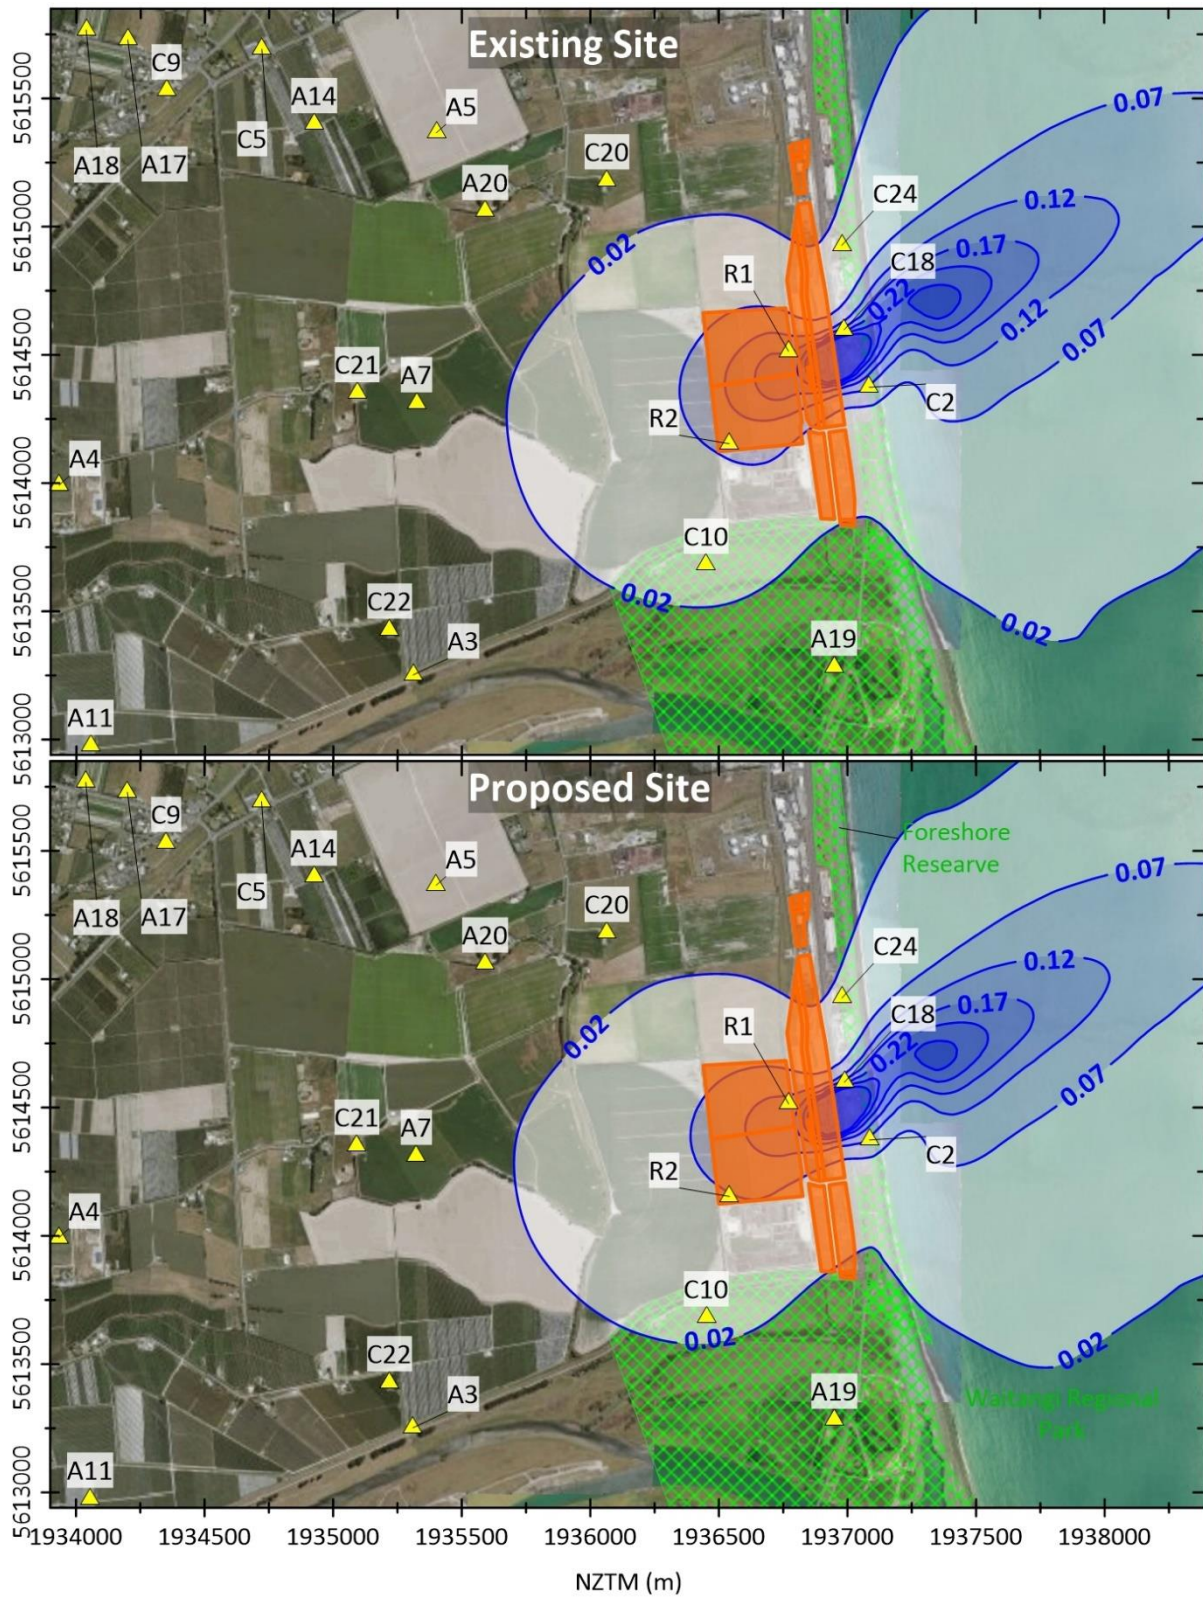 Existing Site
0.07
C9
A14
A5
5615500
C5
C20
A18
A17
A20
C24
0.12
5615000
0.02
0.17
C18
R1
0.22
0.12
0.07
5614500
C21
A7
C2
R2
A4
5614000
C10
0.02
C22
0.02
5613500
A3
A19
A11
5613000
Proposed Site
C9
Foreshore
Researve
0.07
A14
A5
5615500
C5
C20
A18
A17
A20
C24
0.12
5615000
0.02
0.17
C18
R1
0.22
0.07
5614500
C21
A7
C2
R2
A4
5614000
C10
0.02
0.02
C22
5613500
A3
A19
Waitangi Regional
Park
A11
5613000
1934000 1934500 1935000 1935500 1936000 1936500 1937000 1937500 1938000
NZTM (m)